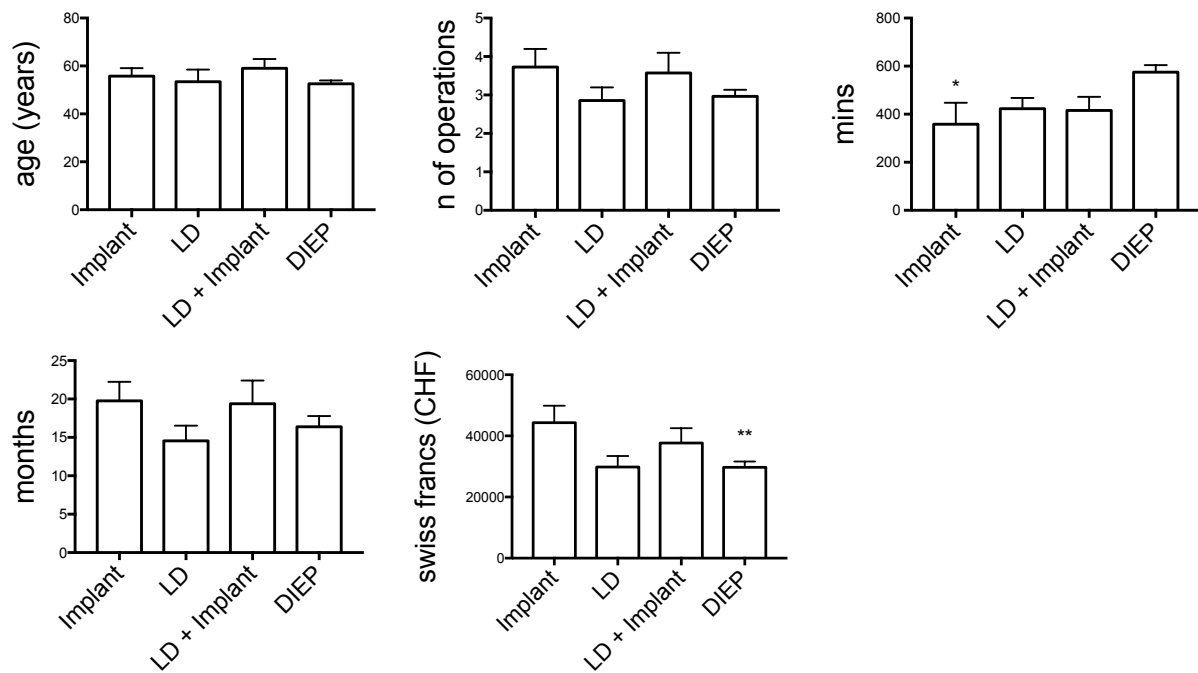 age (years)
80
60
40
20
0
Implant
LD
LD + Implant
DIEP
n of operations
5
4
3
2
1
0
Implant
LD
LD + Implant
DIEP
mins
800
600
400
200
0
*
Implant
LD
LD + Implant
DIEP
months
25
20
15
10
5
0
Implant
LD
LD + Implant
DIEP
swiss francs (CHF)
60000
40000
20000
0
**
Implant
LD
LD + Implant
DIEP